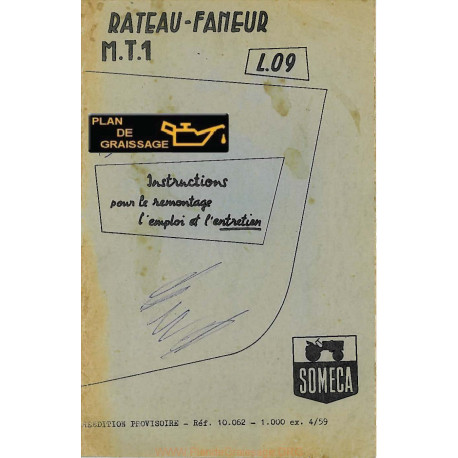 RATEAU-FANEUR
M.T.1
L.09
PLAN
DE
GRAISSAGE
Instructions
pour le remontage
l'emploi et l'entretien
SOMECA
REEDITION PROVISOIRE - Réf. 10.062 - 1.000 ex. 4/59